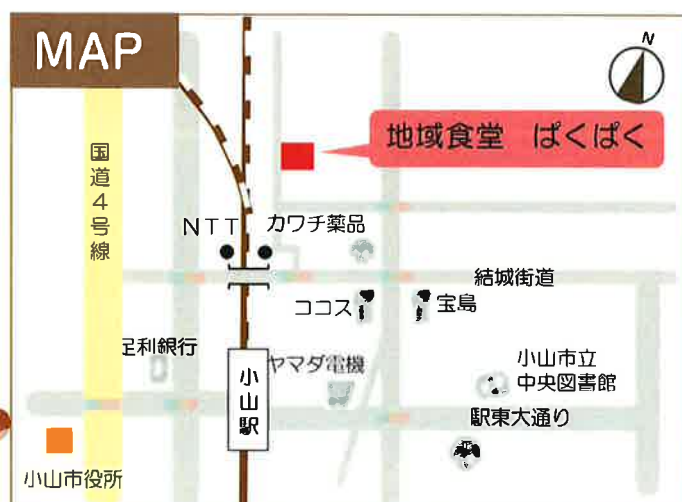 MAP
N
地域食堂 ぱくぱく
国道4号線
NTT
カワチ薬品
結城街道
ココス
宝島
足利銀行
ヤマダ電機
小山駅
小山市立
中央図書館
駅東大通り
小山市役所